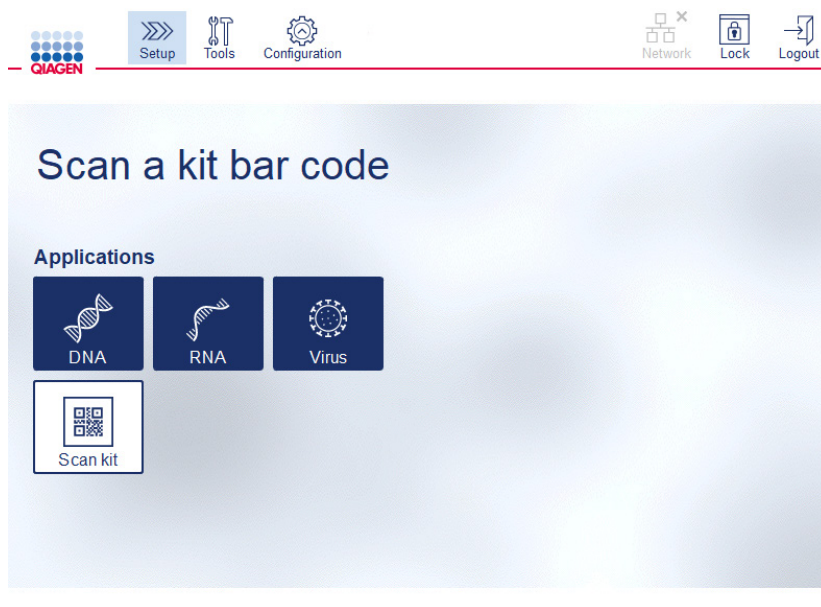 QIAGEN
Setup
Tools
Configuration
Network
Lock
Logout
Scan a kit bar code
Applications
DNA
RNA
Virus
Scan kit